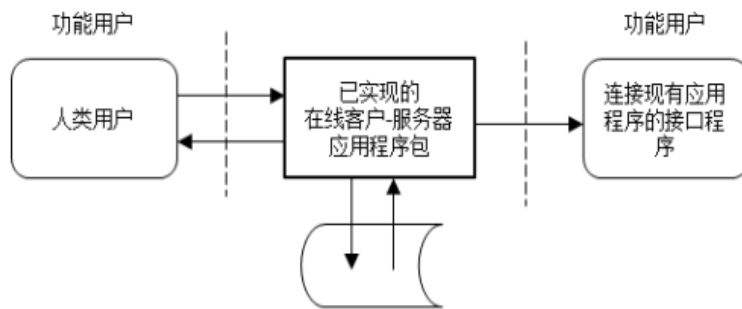 功能用户
功能用户
人类用户
已实现的
在线客户-服务器
应用程序包
连接现有应用
程序的接口程
序